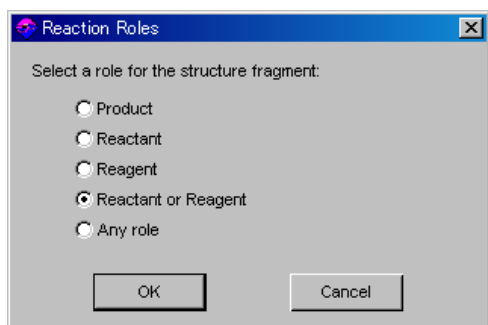 Reaction Roles
Select a role for the structure fragment:
Product
Reactant
Reagent
Reactant or Reagent
Any role
OK Cancel